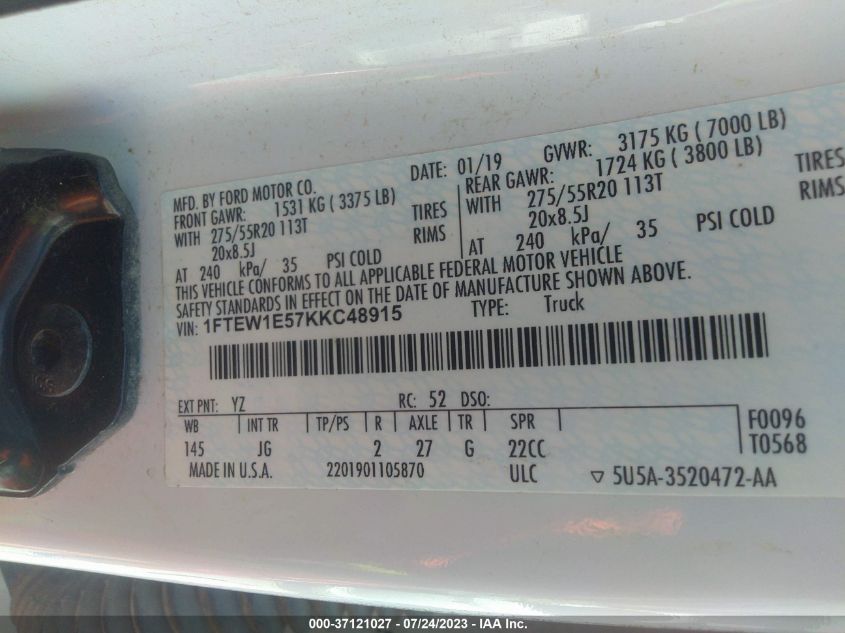 MFD. BY FORD MOTOR CO.
DATE: 01/19 GVWR: 3175 KG ( 7000 LB)
FRONT GAWR: 1531 KG ( 3375 LB)
REAR GAWR: 1724 KG ( 3800 LB)
WITH 275/55R20 113T TIRES
WITH 275/55R20 113T TIRES
20x8.5J RIMS
20x8.5J RIMS
AT 240 kPa/ 35 PSI COLD
AT 240 kPa/ 35 PSI COLD
THIS VEHICLE CONFORMS TO ALL APPLICABLE FEDERAL MOTOR VEHICLE
SAFETY STANDARDS IN EFFECT ON THE DATE OF MANUFACTURE SHOWN ABOVE.
VIN: 1FTEW1E57KKC48915 TYPE: Truck
EXT PNT: YZ RC: 52 DSO:
WB INT TR TP/PS R AXLE TR SPR F0096
145 JG 2 27 G 22CC T0568
MADE IN U.S.A. 2201901105870 ULC ▽ 5U5A-3520472-AA
000-37121027 - 07/24/2023 - IAA Inc.